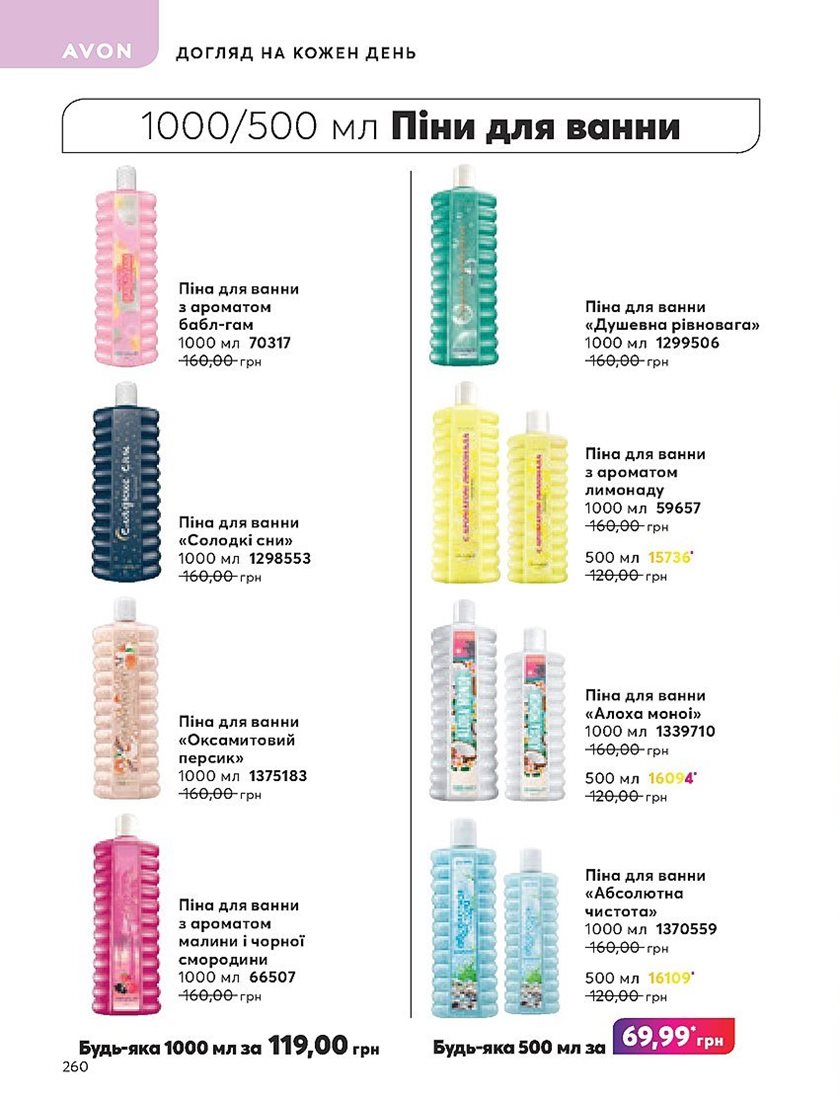 AVON
ДОГЛЯД НА КОЖЕН ДЕНЬ
1000/500 мл Піни для ванни
Піна для ванни
з ароматом
бабл-гам
1000 мл 70317
160,00 грн
Піна для ванни
«Солодкі сни»
1000 мл 1298553
160,00 грн
Піна для ванни
«Оксамитовий
персик»
1000 мл 1375183
160,00 грн
Піна для ванни
з ароматом
малини і чорної
смородини
1000 мл 66507
160,00 грн
Будь-яка 1000 мл за 119,00 грн
Піна для ванни
«Душевна рівновага»
1000 мл 1299506
160,00 грн
С АРОМАТОМ ЛИМОНАДА
С АРОМАТОМ ЛИМОНАДА
Піна для ванни
з ароматом
лимонаду
1000 мл 59657
160,00 грн
500 мл 15736*
120,00 грн
Піна для ванни
«Алоха моної»
1000 мл 1339710
160,00 грн
500 мл 16094*
120,00 грн
Піна для ванни
«Абсолютна
чистота»
1000 мл 1370559
160,00 грн
500 мл 16109*
120,00 грн
Будь-яка 500 мл за 69,99* грн
260